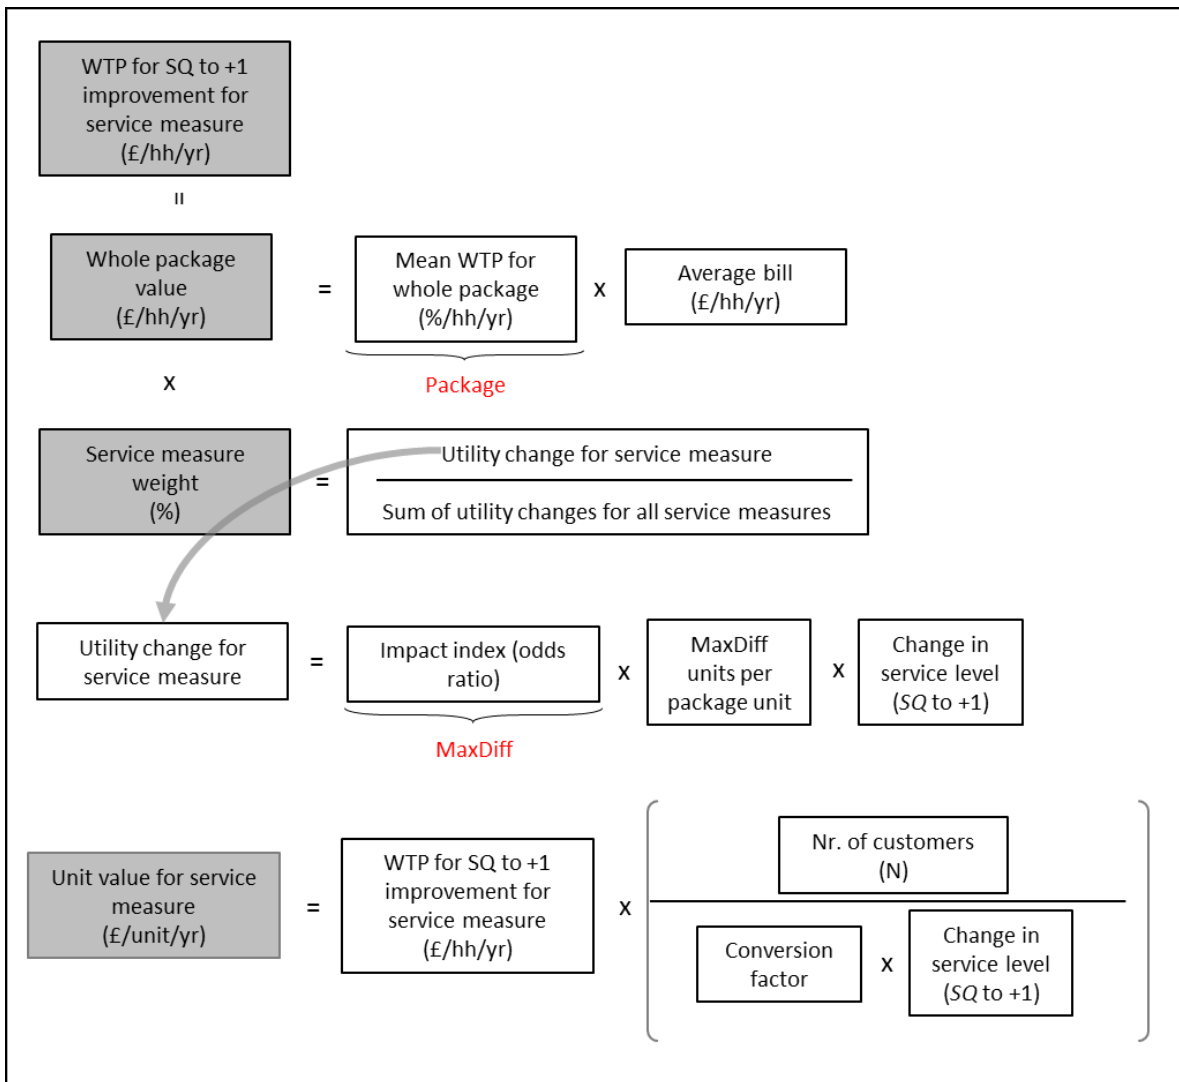 WTP for SQ to +1
improvement for
service measure
(£/hh/yr)
=
Whole package
value
(£/hh/yr)
=
Mean WTP for
whole package
(%/hh/yr)
x
Average bill
(£/hh/yr)
Package
x
Service measure
weight
(%)
=
Utility change for service measure
Sum of utility changes for all service measures
Utility change for
service measure
=
Impact index (odds
ratio)
x
MaxDiff
units per
package unit
x
Change in
service level
(SQ to +1)
MaxDiff
Unit value for service
measure
(£/unit/yr)
=
WTP for SQ to +1
improvement for
service measure
(£/hh/yr)
x
Nr. of customers
(N)
Conversion
factor
x
Change in
service level
(SQ to +1)